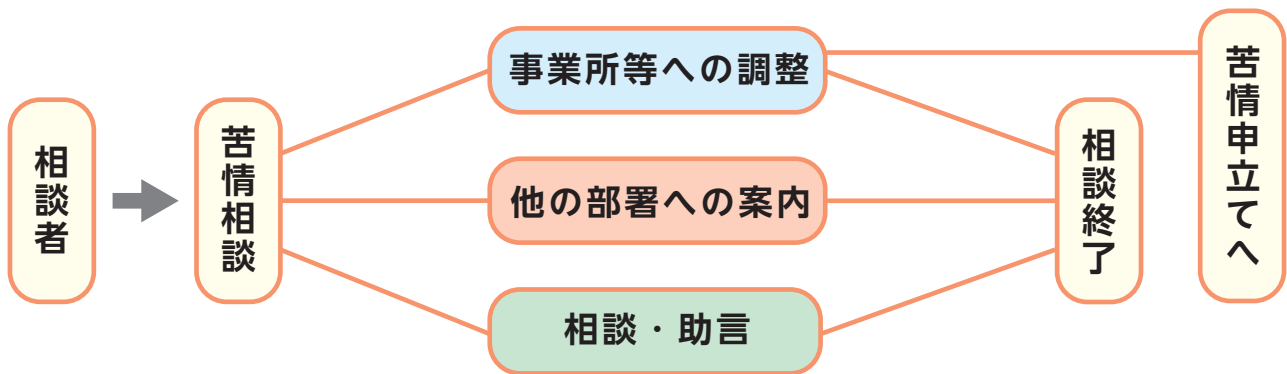 相談者
苦情相談
事業所等への調整
他の部署への案内
相談・助言
相談終了
苦情申立てへ